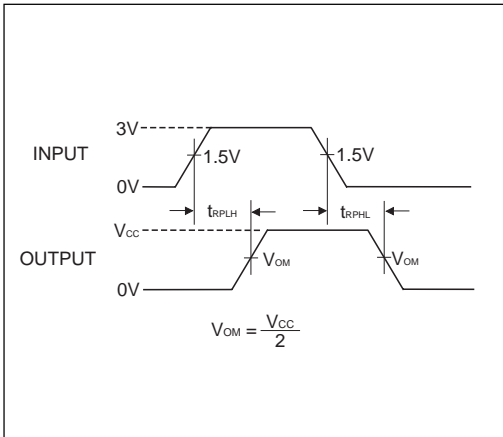 3V
INPUT
1.5V 1.5V
0V
tRPLH tRPHL
VCC
OUTPUT
VOM VOM
0V
VOM = VCC
2